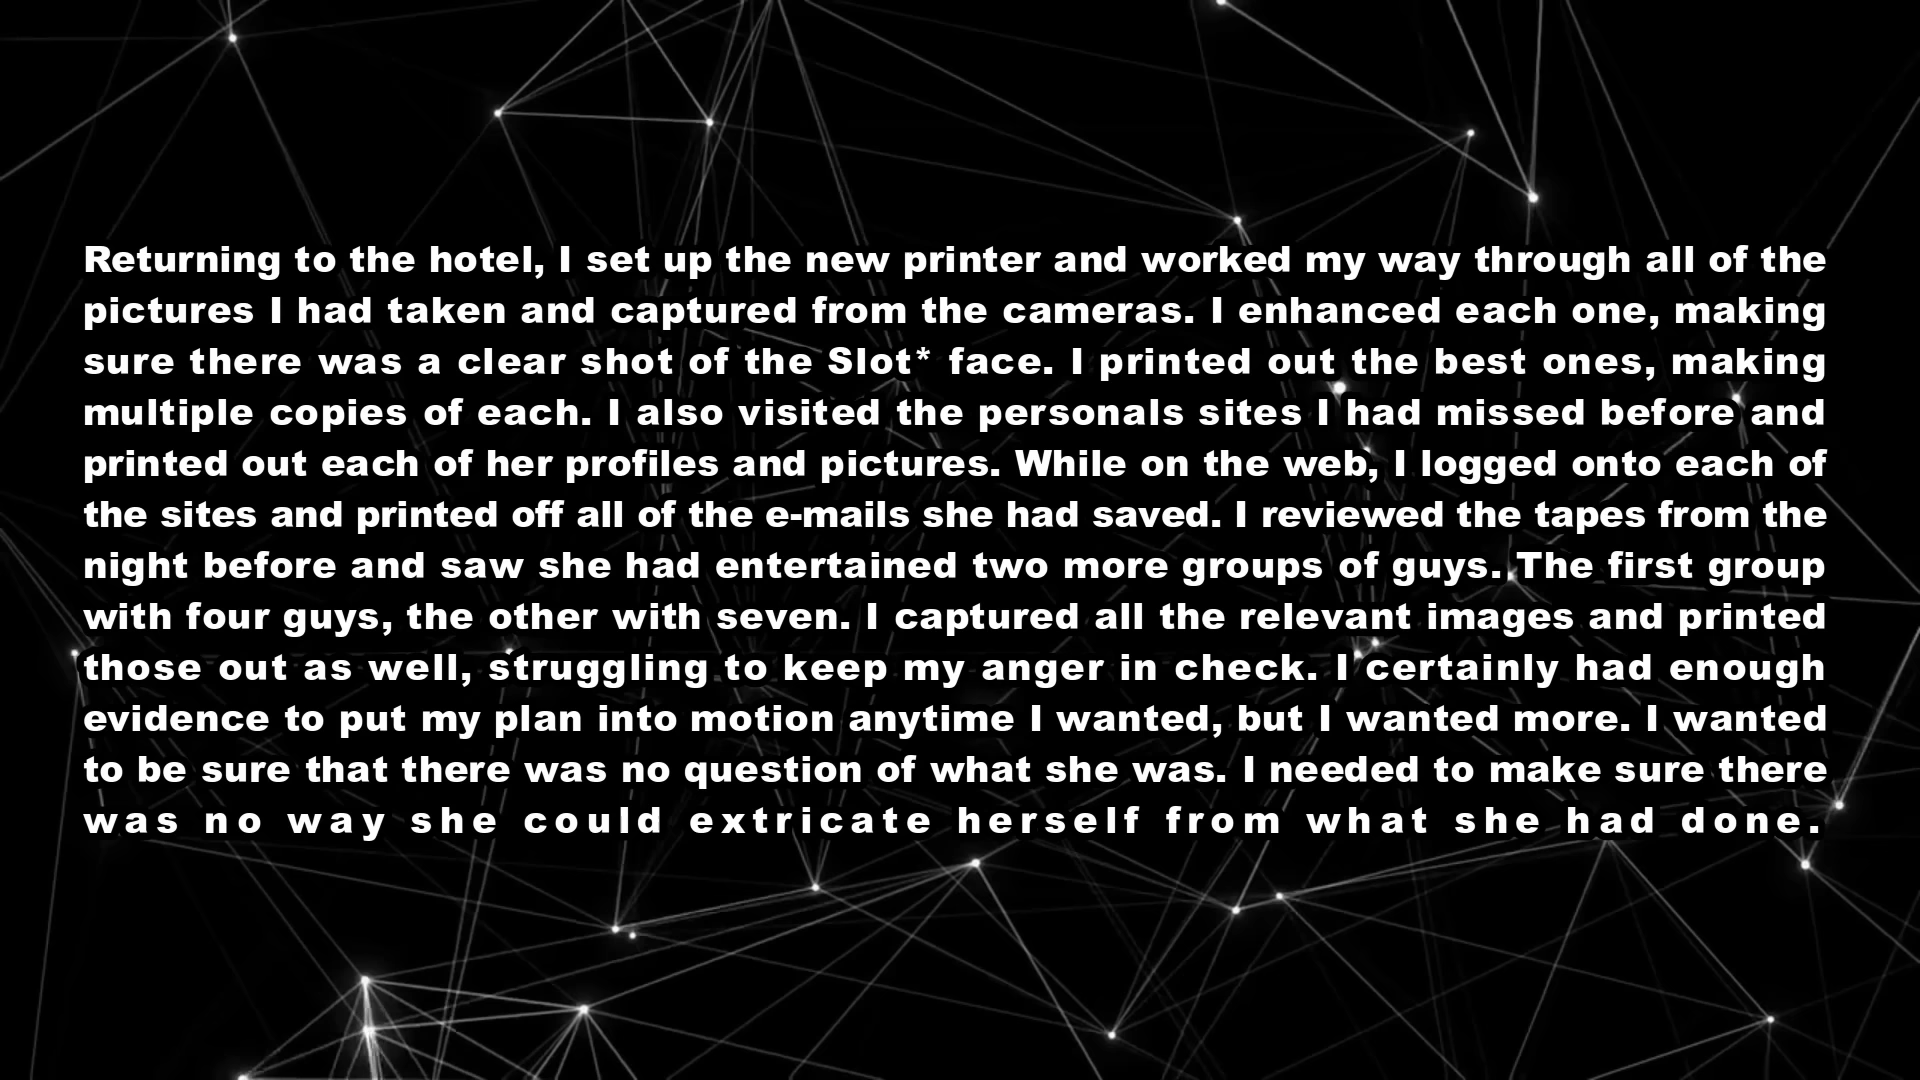 Returning to the hotel, I set up the new printer and worked my way through all of the
pictures I had taken and captured from the cameras. I enhanced each one, making
sure there was a clear shot of the Slot* face. I printed out the best ones, making
multiple copies of each. I also visited the personals sites I had missed before and
printed out each of her profiles and pictures. While on the web, I logged onto each of
the sites and printed off all of the e-mails she had saved. I reviewed the tapes from the
night before and saw she had entertained two more groups of guys. The first group
with four guys, the other with seven. I captured all the relevant images and printed
those out as well, struggling to keep my anger in check. I certainly had enough
evidence to put my plan into motion anytime I wanted, but I wanted more. I wanted
to be sure that there was no question of what she was. I needed to make sure there
was no way she could extricate herself from what she had done.